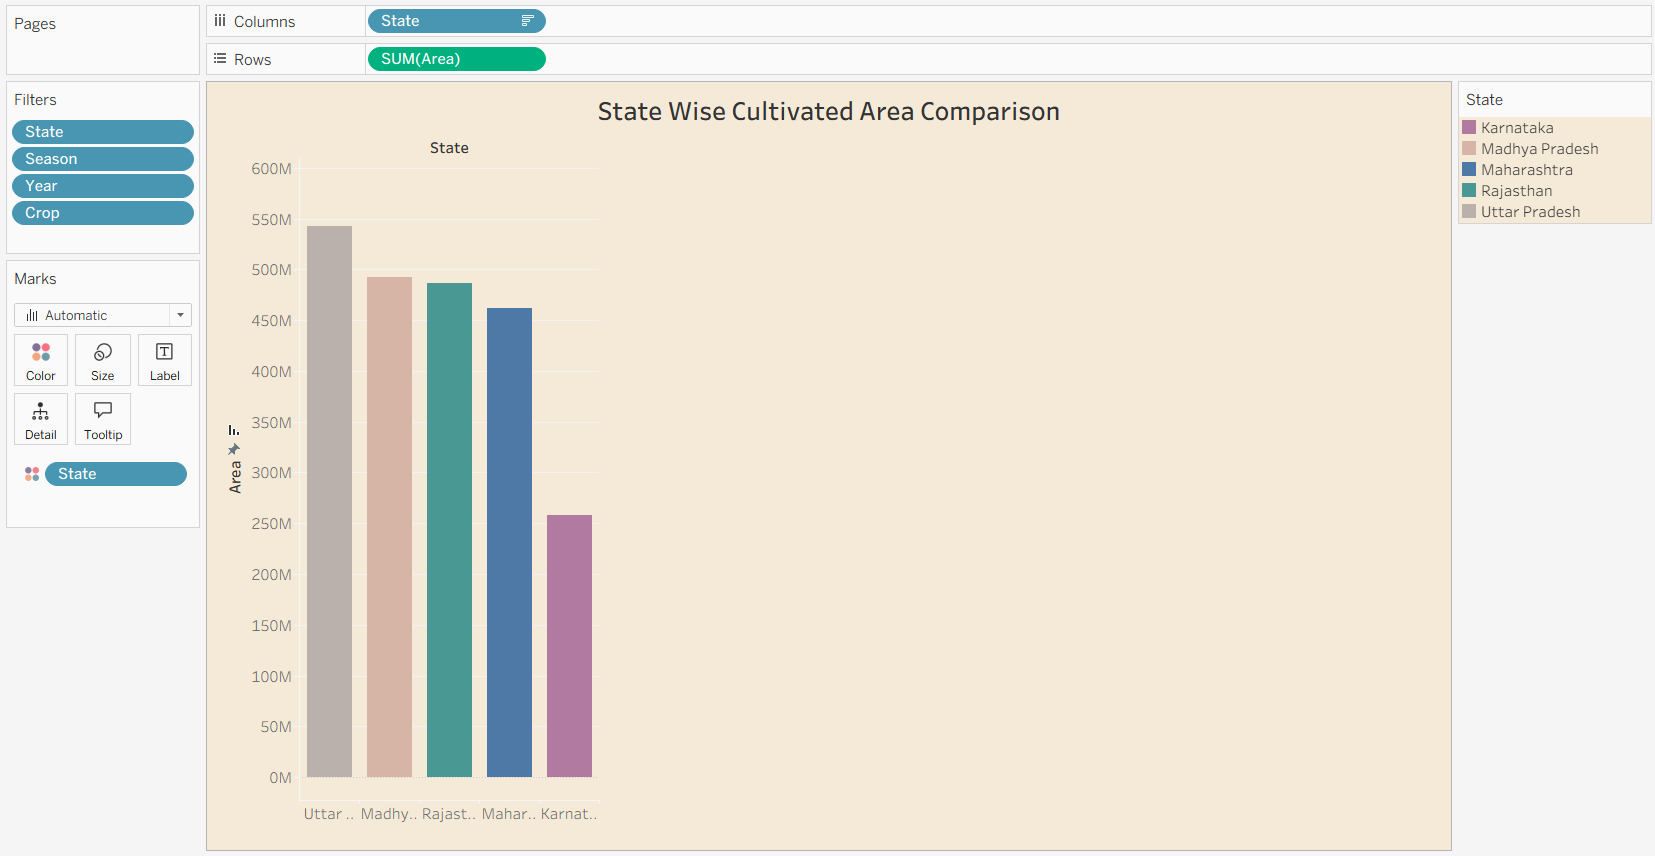 Pages
Columns
State
Rows
SUM(Area)
Filters
State
Season
Year
Crop
Marks
Automatic
Color
Size
Label
Detail
Tooltip
State
State Wise Cultivated Area Comparison
State
600M
550M
500M
450M
400M
350M
300M
250M
200M
150M
100M
50M
0M
Area
Uttar .. Madhy.. Rajast.. Mahar.. Karnat..
State
Karnataka
Madhya Pradesh
Maharashtra
Rajasthan
Uttar Pradesh